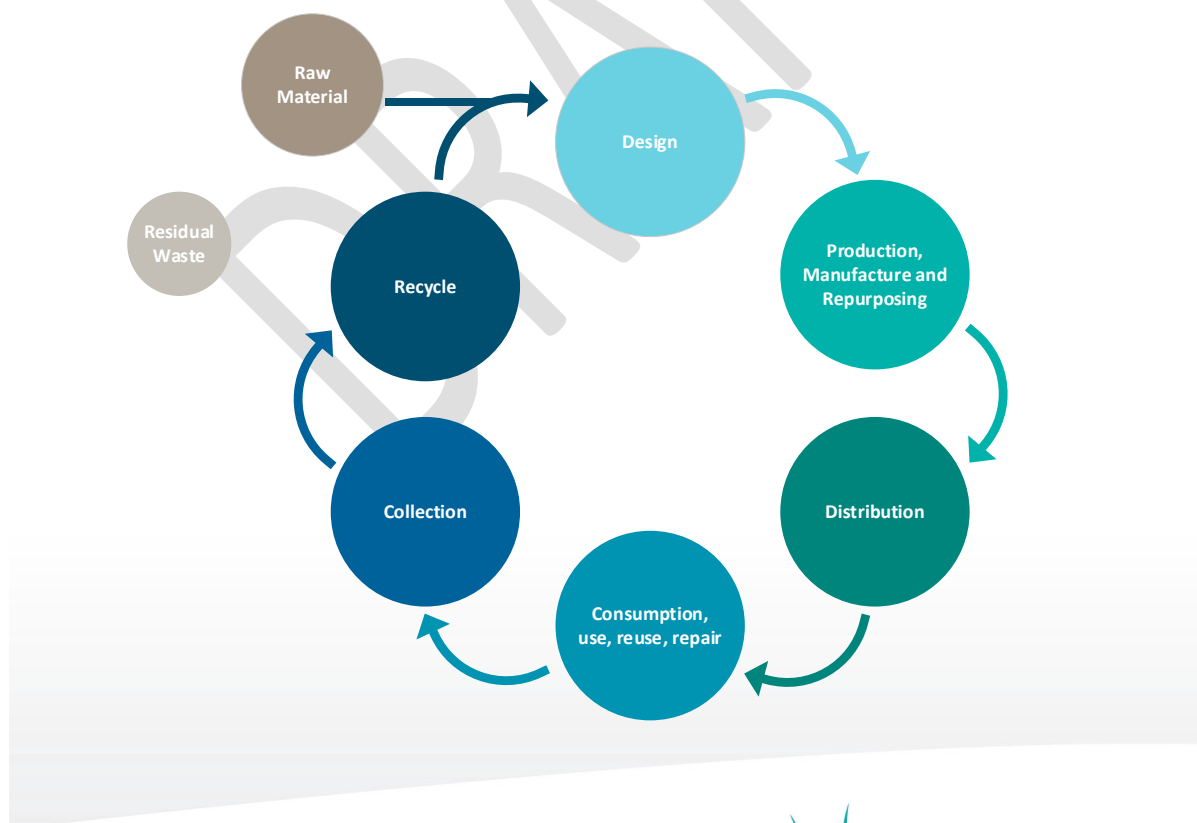 Raw
Material
Design
Residual
Waste
Recycle
Production,
Manufacture and
Repurposing
Collection
Distribution
Consumption,
use, reuse, repair